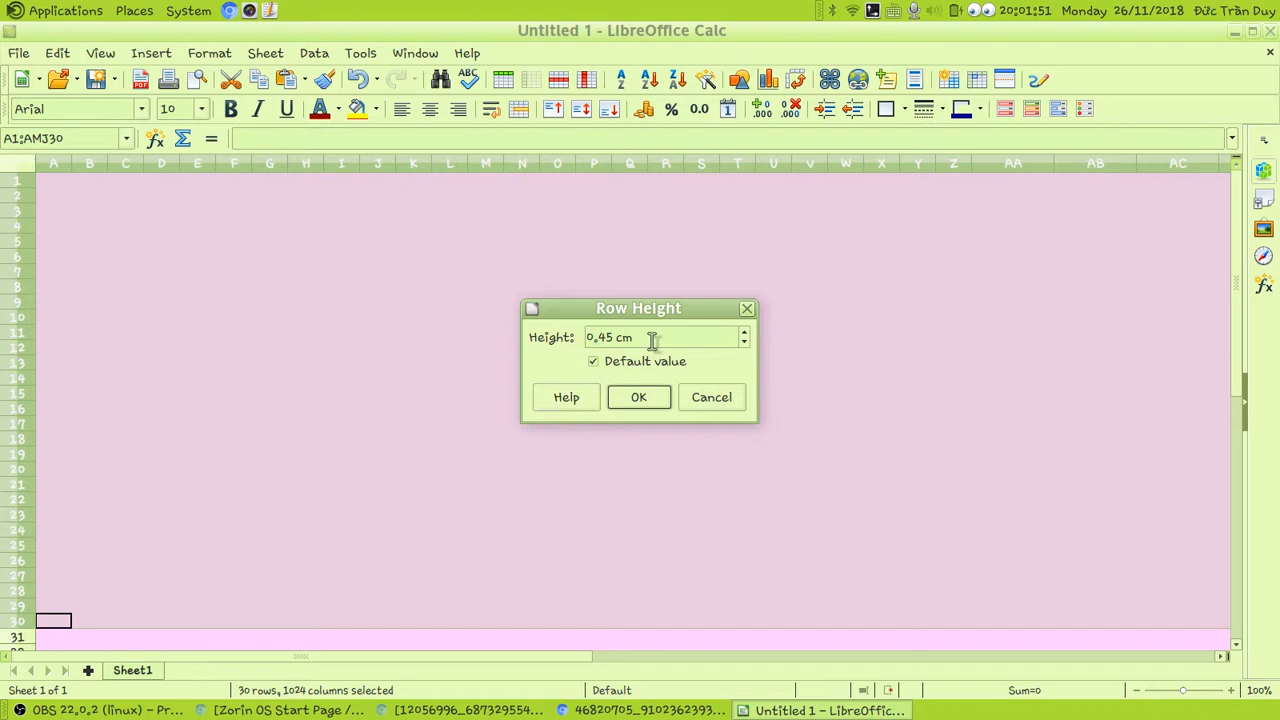 Applications Places System 20:01:51 Monday 26/11/2018 Đức Trần Duy
Untitled 1 - LibreOffice Calc
File Edit View Insert Format Sheet Data Tools Window Help
Arial 10 % 0.0
A1:AMJ30
A B C D E F G H I J K L M N O P Q R S T U V W X Y Z AA AB AC
1
2
3
4
5
6
7
8
9
10
11
12
13
14
15
16
17
18
19
20
21
22
23
24
25
26
27
28
29
30
31
Row Height
Height: 0.45 cm
Default value
Help OK Cancel
Sheet1
Sheet 1 of 1 30 rows, 1024 columns selected Default Sum=0 100%
OBS 22.0.2 (linux) - Pr... [Zorin OS Start Page /... [12056996_687329554... 46820705_9102362393... Untitled 1 - LibreOffic...